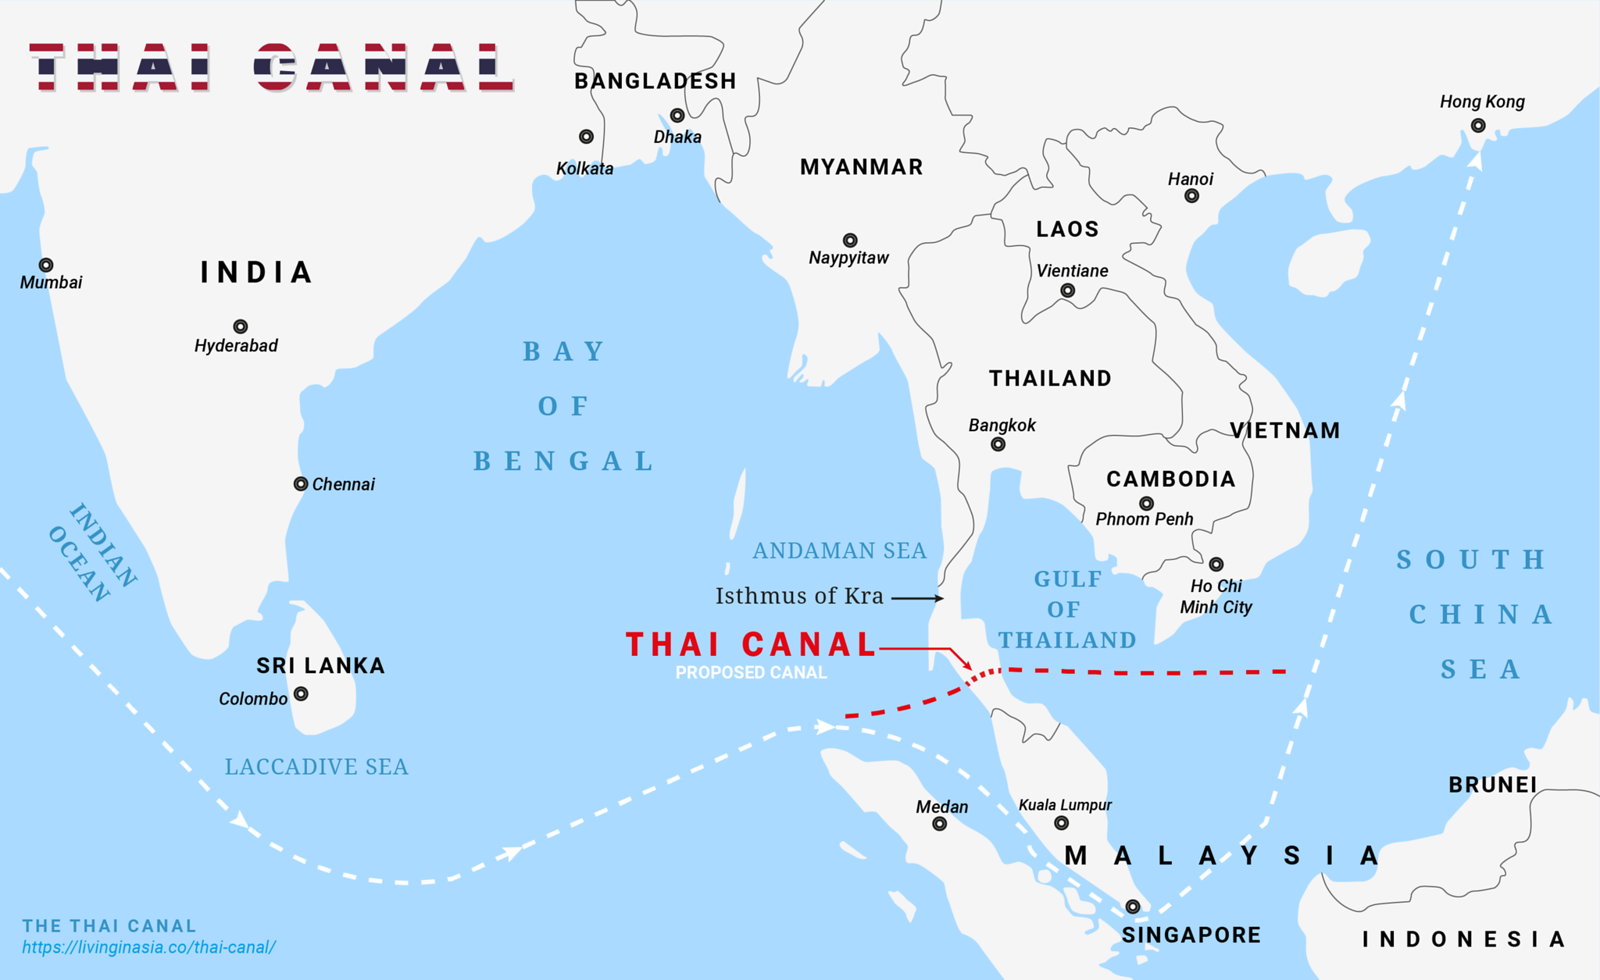 THAI CANAL
BANGLADESH
Dhaka
Kolkata
Hong Kong
MYANMAR
Naypyitaw
Hanoi
LAOS
Vientiane
INDIA
Mumbai
Hyderabad
BAY
OF
BENGAL
THAILAND
Bangkok
VIETNAM
CAMBODIA
Phnom Penh
Chennai
INDIAN
OCEAN
ANDAMAN SEA
Isthmus of Kra
GULF
OF
THAILAND
Ho Chi
Minh City
SOUTH
CHINA
SEA
THAI CANAL
PROPOSED CANAL
SRI LANKA
Colombo
LACCADIVE SEA
Medan
Kuala Lumpur
BRUNEI
MALAYSIA
SINGAPORE
INDONESIA
THE THAI CANAL
https://livinginasia.co/thai-canal/